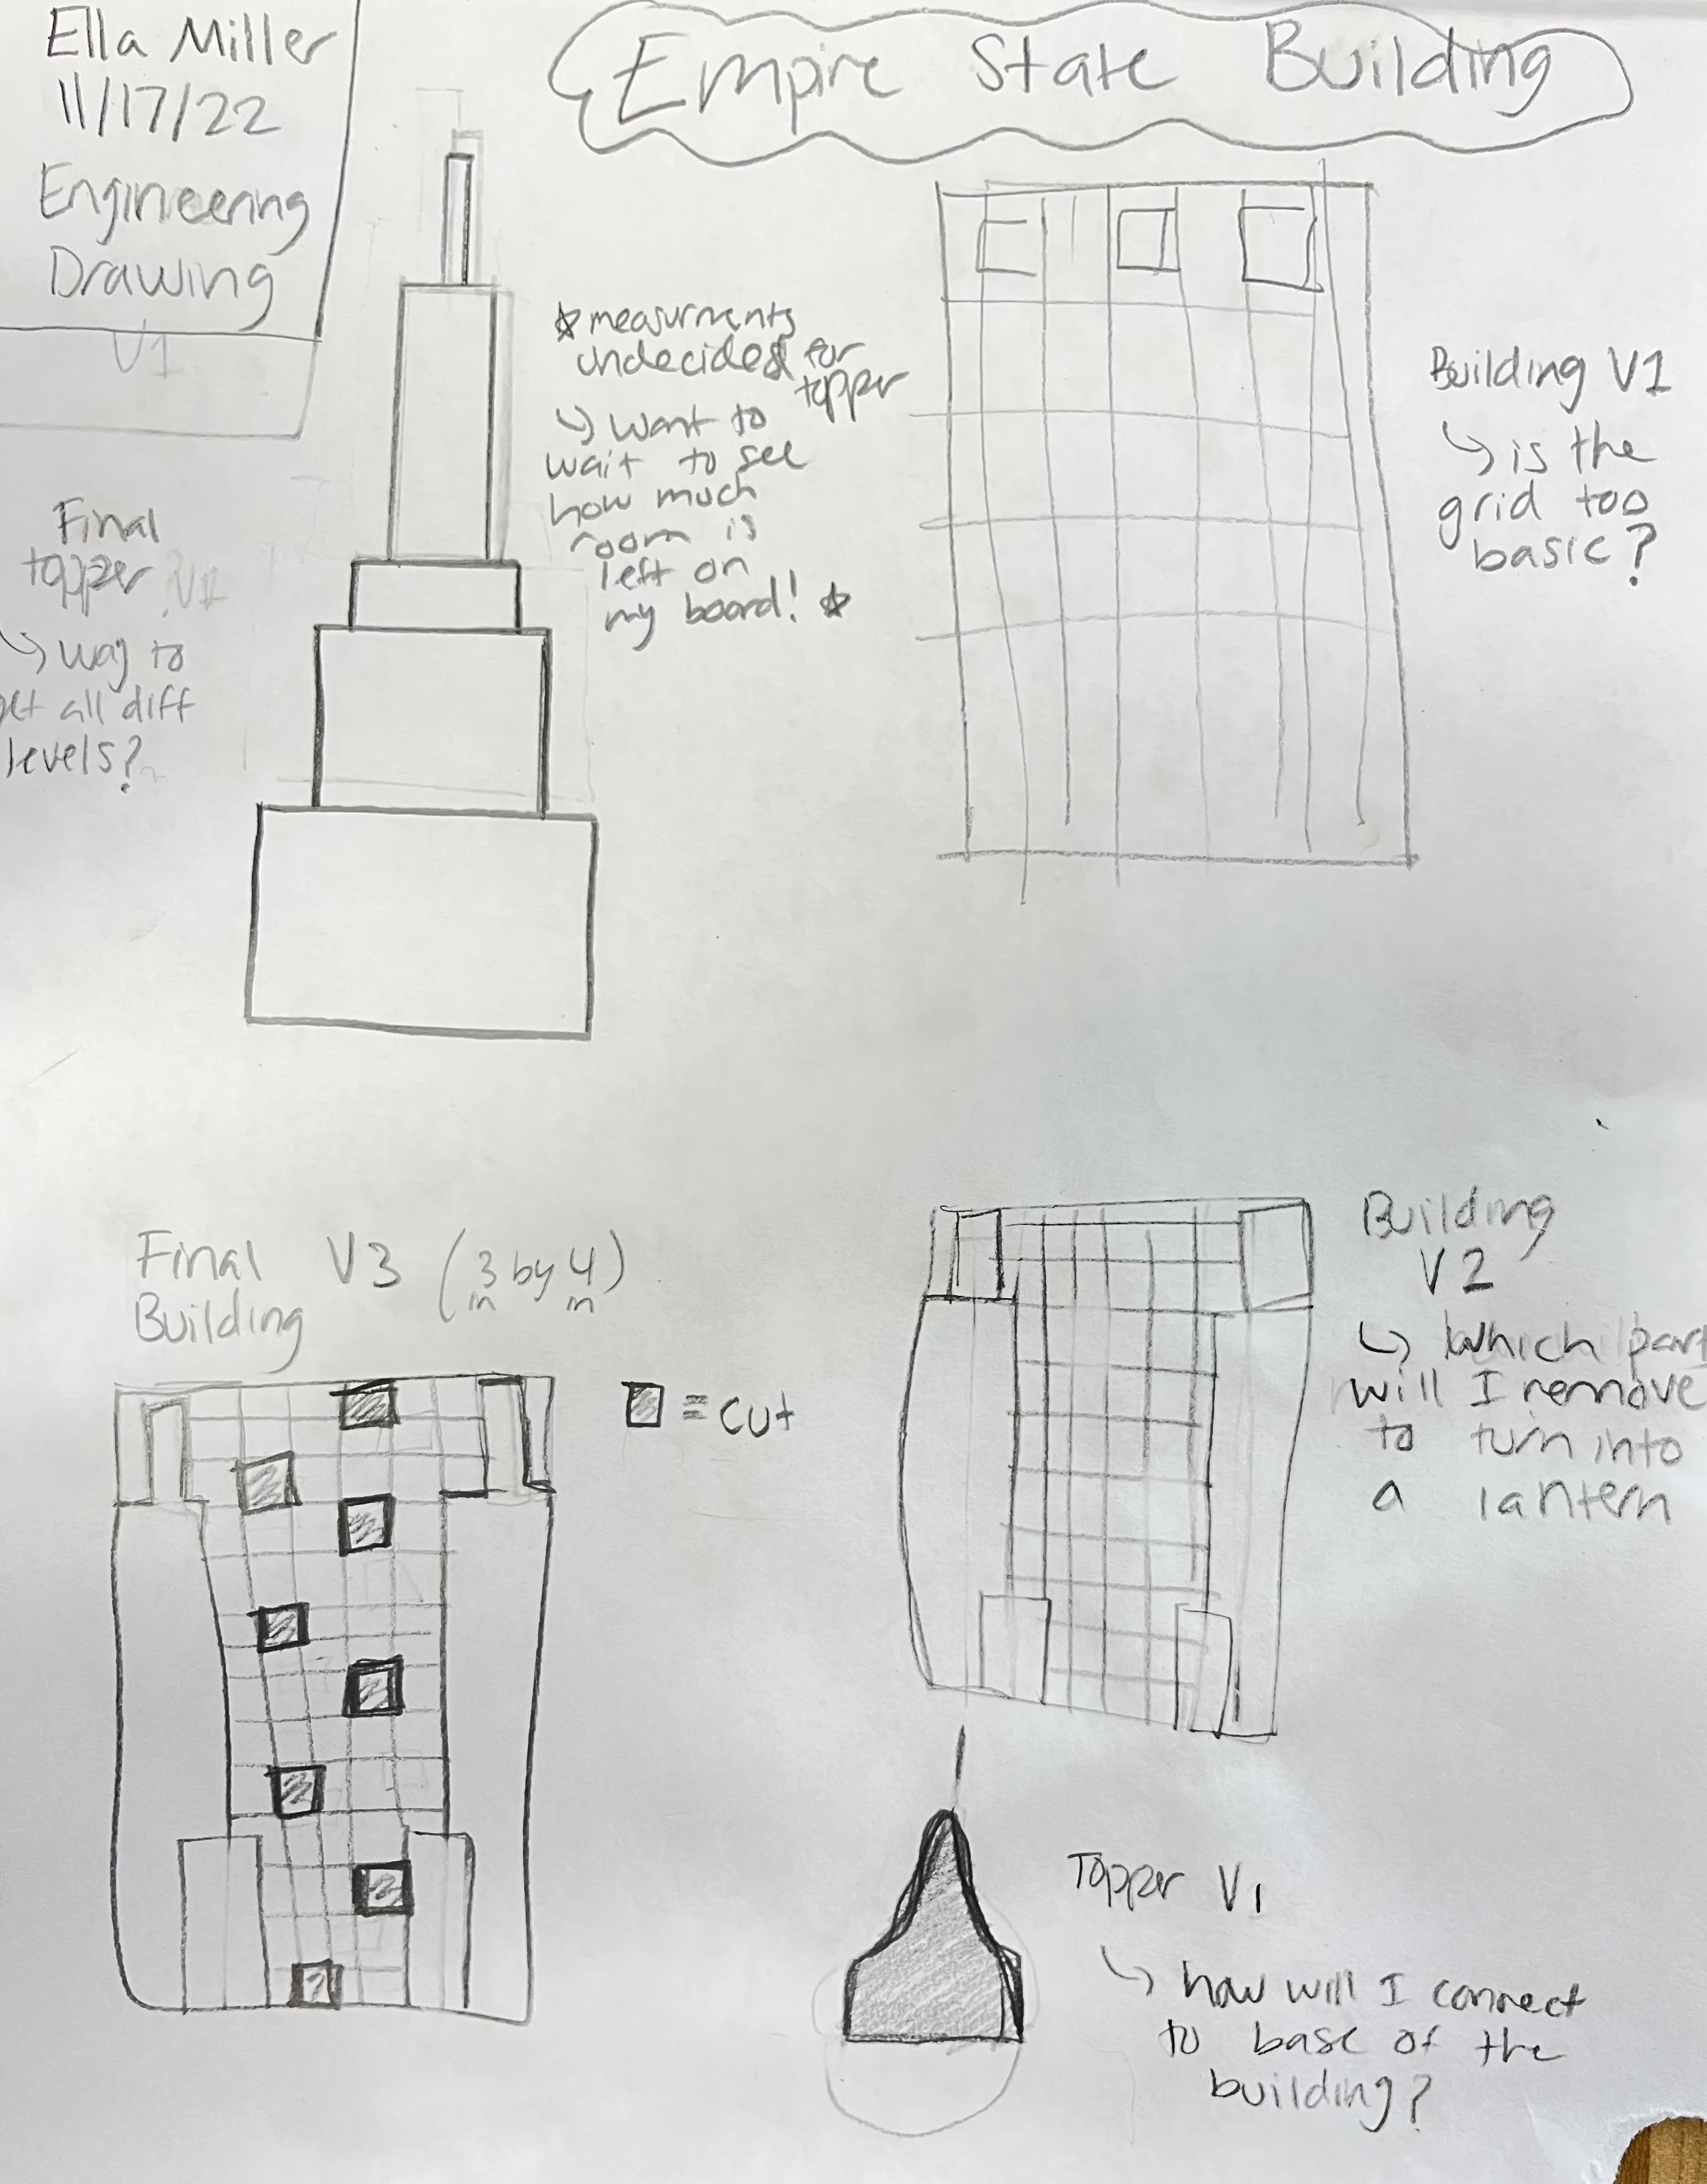 Ella Miller
11/17/22
Engineering
Drawing
V1
Empire State Building
☆ measurments
undecided for
topper
↳ want to
wait to see
how much
room is
left on
my board! ☆
Final
topper V1
↳ way to
get all diff
levels?
Building V1
↳ is the
grid too
basic?
Final V3 (3 by 4)
in in
Building
= cut
Building
V2
↳ Which part
will I remove
to turn into
a lantern
Topper V1
↳ how will I connect
to base of the
building?